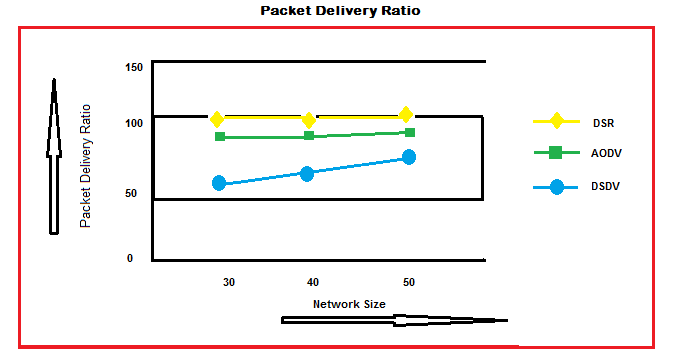 Packet Delivery Ratio
150
100
50
0
Packet Delivery Ratio
30 40 50
Network Size
DSR
AODV
DSDV